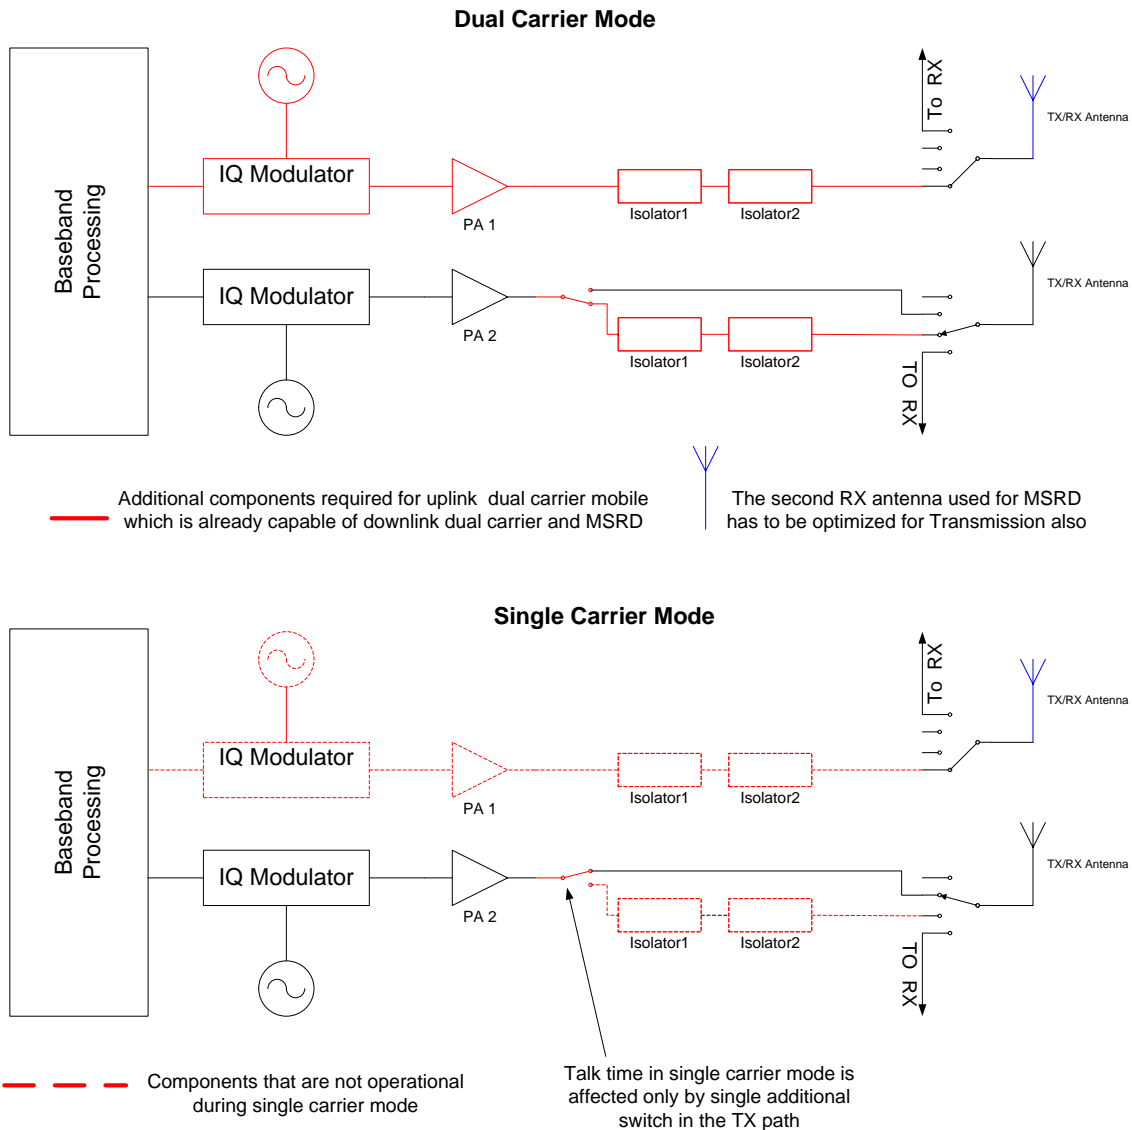 Dual Carrier Mode
Baseband
Processing
IQ Modulator
PA 1
Isolator1
Isolator2
To RX
TX/RX Antenna
IQ Modulator
PA 2
Isolator1
Isolator2
TO RX
TX/RX Antenna
Additional components required for uplink dual carrier mobile
which is already capable of downlink dual carrier and MSRD
The second RX antenna used for MSRD
has to be optimized for Transmission also
Single Carrier Mode
Baseband
Processing
IQ Modulator
PA 1
Isolator1
Isolator2
To RX
TX/RX Antenna
IQ Modulator
PA 2
Isolator1
Isolator2
TO RX
TX/RX Antenna
Components that are not operational
during single carrier mode
Talk time in single carrier mode is
affected only by single additional
switch in the TX path